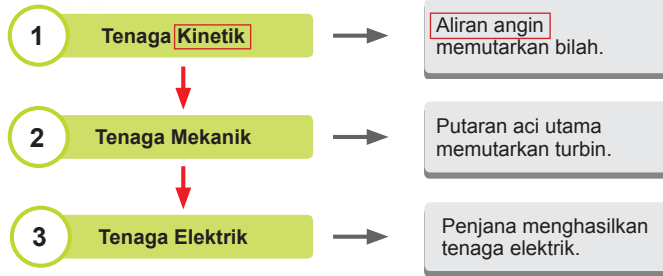 1
Tenaga Kinetik
Aliran angin
memutarkan bilah.
2
Tenaga Mekanik
Putaran aci utama
memutarkan turbin.
3
Tenaga Elektrik
Penjana menghasilkan
tenaga elektrik.